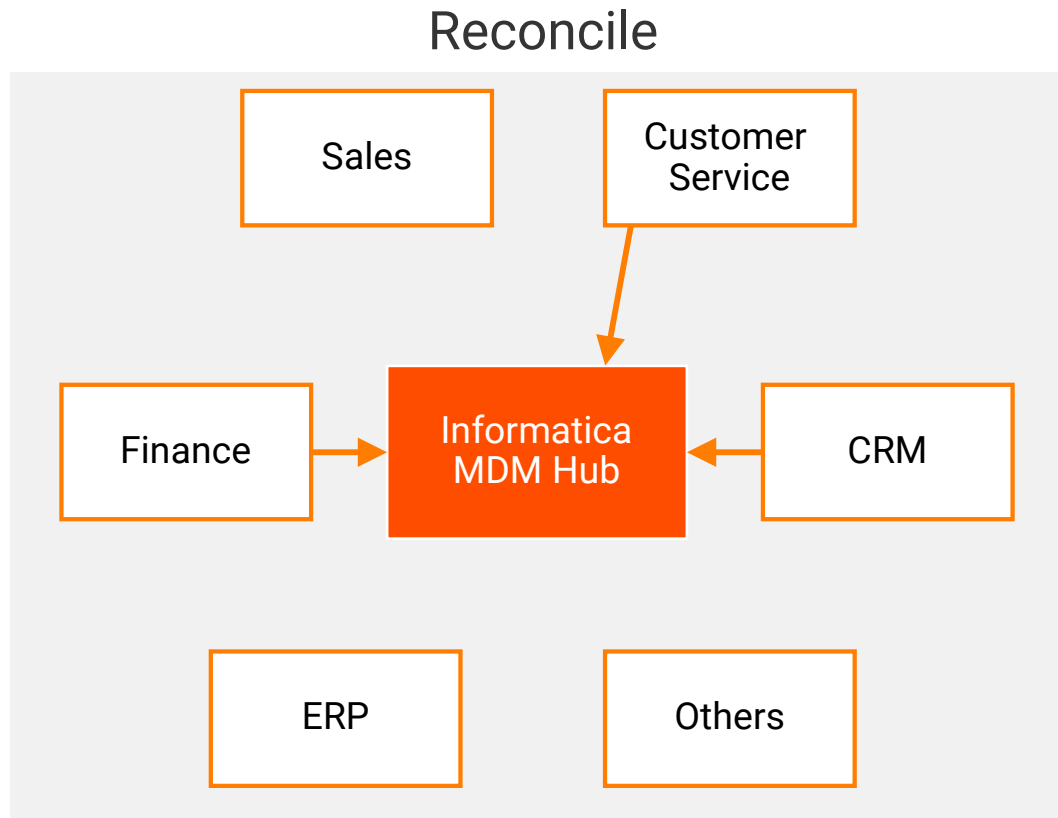 Reconcile
Sales
Customer
Service
Finance
Informatica
MDM Hub
CRM
ERP
Others